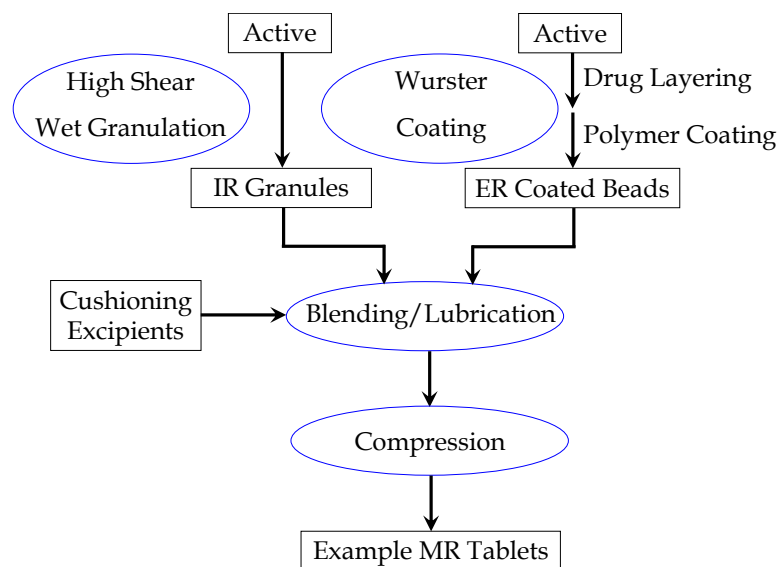 Active
Active
High Shear
Wet Granulation
Wurster
Coating
Drug Layering
Polymer Coating
IR Granules
ER Coated Beads
Cushioning
Excipients
Blending/Lubrication
Compression
Example MR Tablets